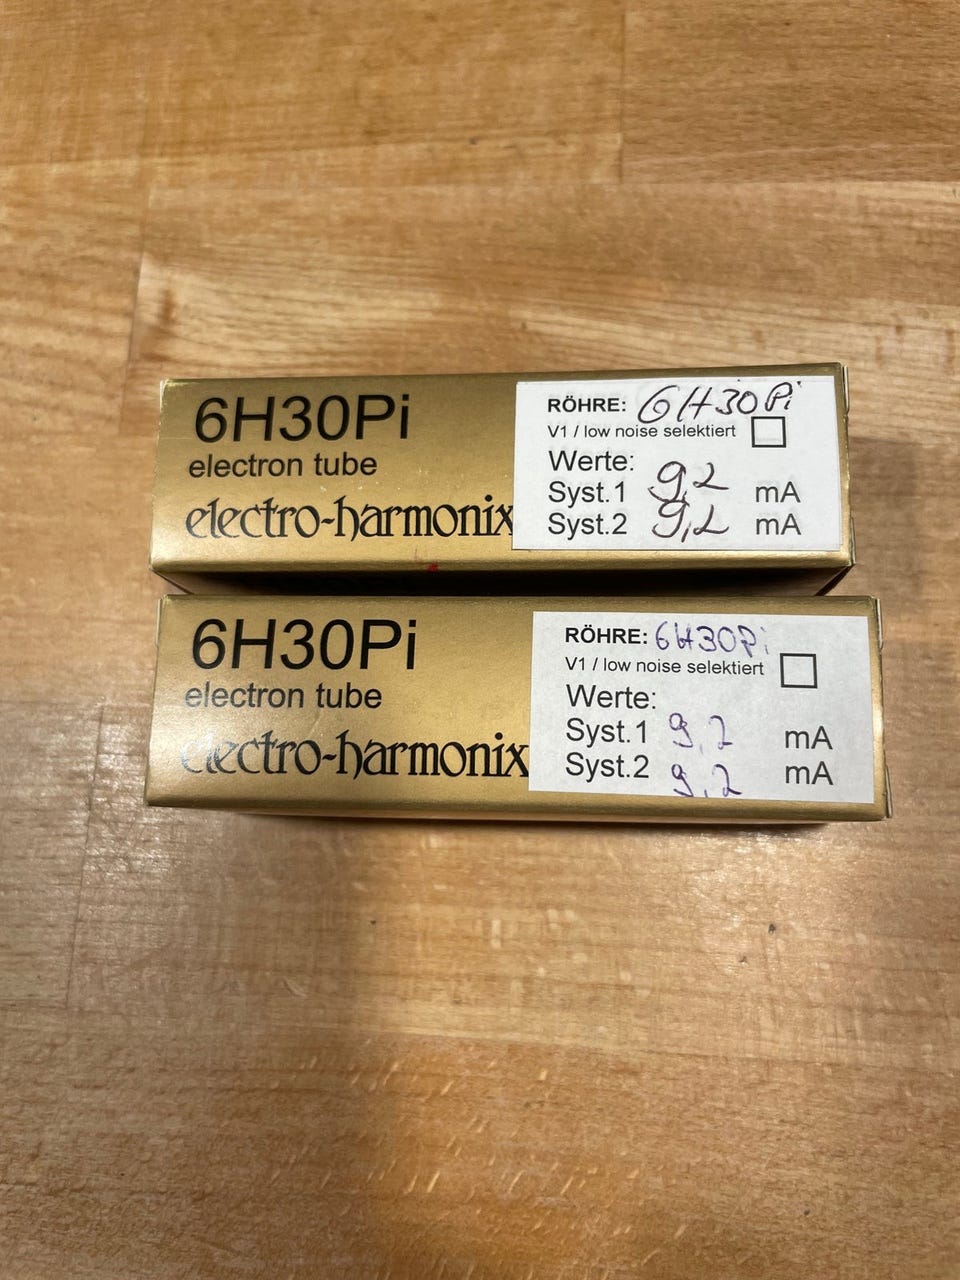 6H30Pi
electron tube
electro-harmonix
RÖHRE: 6H30Pi
V1 / low noise selektiert
Werte:
Syst.1 9,2 mA
Syst.2 9,2 mA
6H30Pi
electron tube
electro-harmonix
RÖHRE: 6H30Pi
V1 / low noise selektiert
Werte:
Syst.1 9,2 mA
Syst.2 9,2 mA